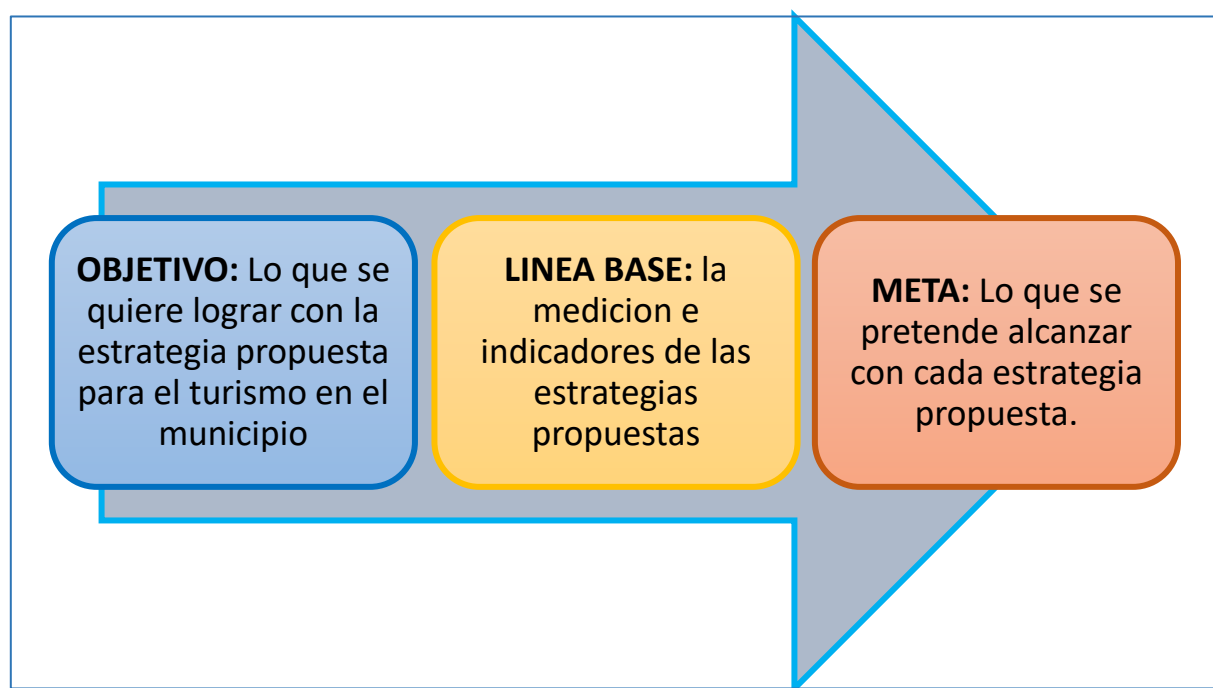 OBJETIVO: Lo que se
quiere lograr con la
estrategia propuesta
para el turismo en el
municipio
LINEA BASE: la
medicion e
indicadores de las
estrategias
propuestas
META: Lo que se
pretende alcanzar
con cada estrategia
propuesta.